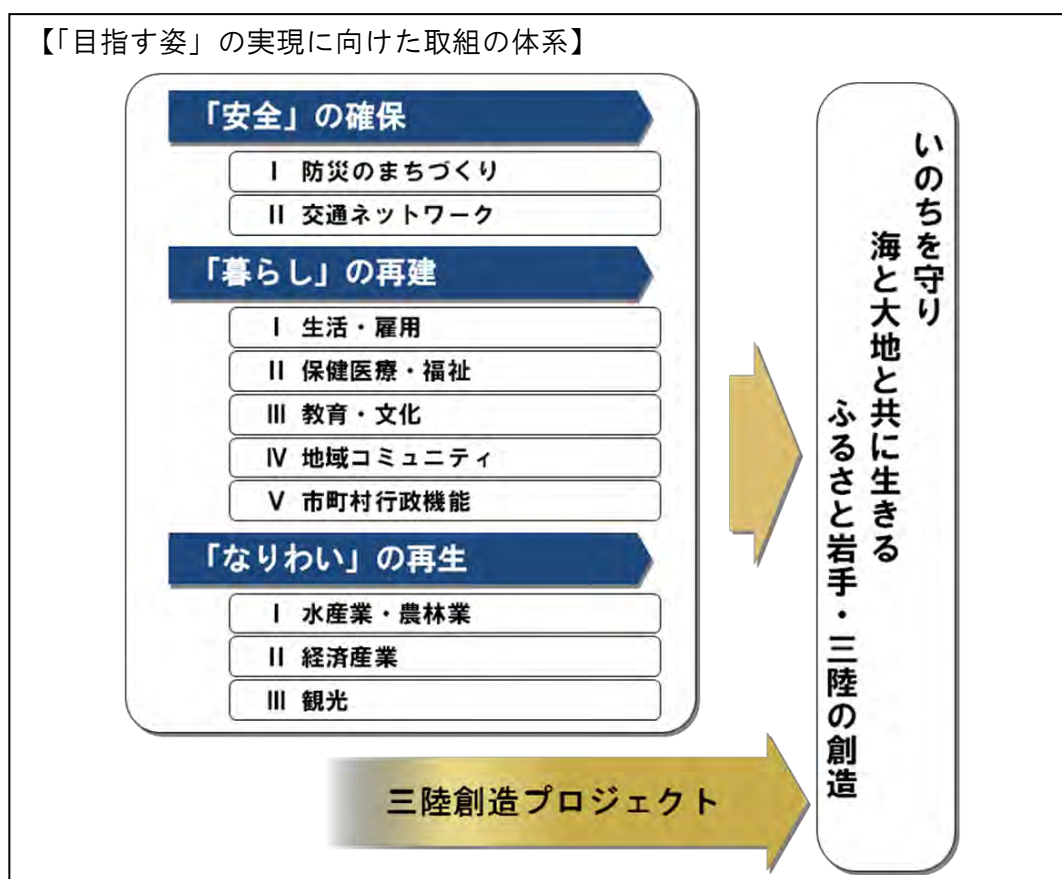 【「目指す姿」の実現に向けた取組の体系】
「安全」の確保
Ⅰ 防災のまちづくり
Ⅱ 交通ネットワーク
「暮らし」の再建
Ⅰ 生活・雇用
Ⅱ 保健医療・福祉
Ⅲ 教育・文化
Ⅳ 地域コミュニティ
Ⅴ 市町村行政機能
「なりわい」の再生
Ⅰ 水産業・農林業
Ⅱ 経済産業
Ⅲ 観光
三陸創造プロジェクト
いのちを守り
海と大地と共に生きる
ふるさと岩手・三陸の創造